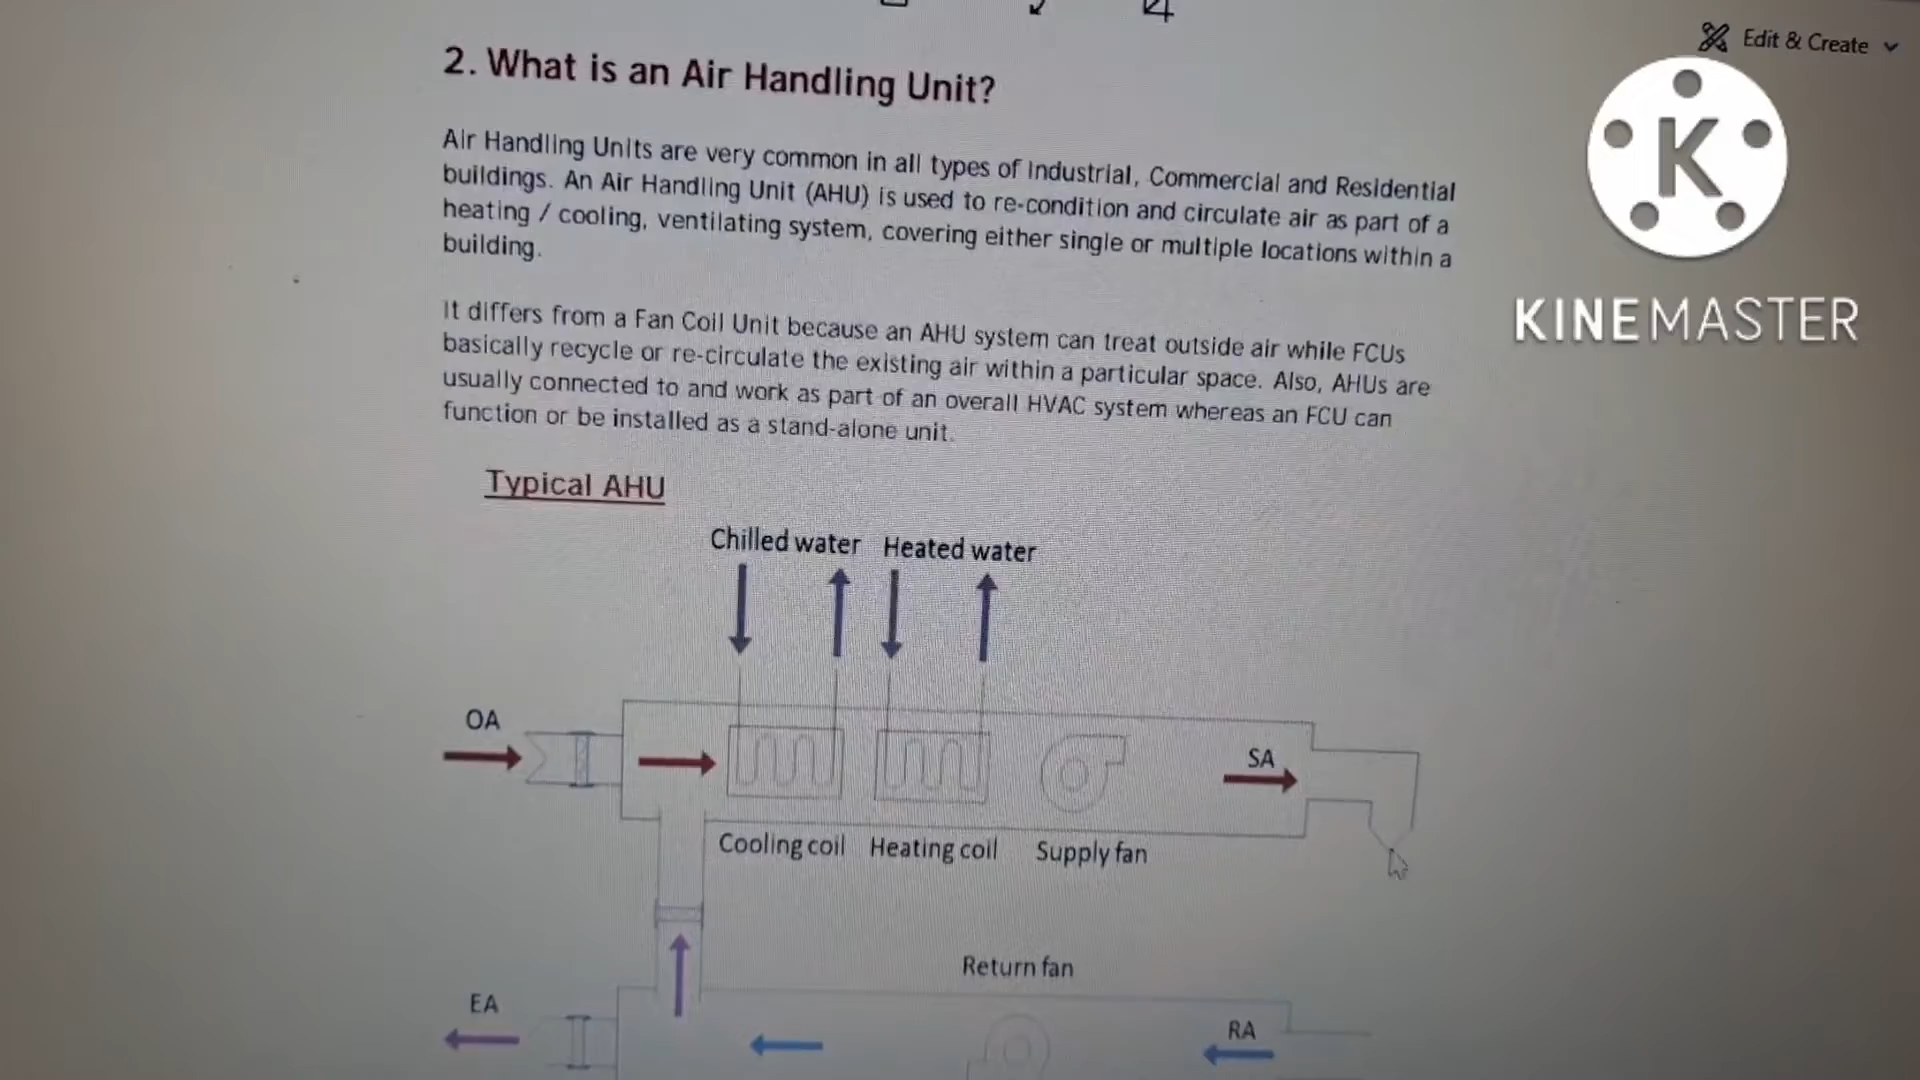 Edit & Create
2. What is an Air Handling Unit?
Air Handling Units are very common in all types of Industrial, Commercial and Residential
buildings. An Air Handling Unit (AHU) is used to re-condition and circulate air as part of a
heating / cooling, ventilating system, covering either single or multiple locations within a
building.
K
KINEMASTER
It differs from a Fan Coil Unit because an AHU system can treat outside air while FCUs
basically recycle or re-circulate the existing air within a particular space. Also, AHUs are
usually connected to and work as part of an overall HVAC system whereas an FCU can
function or be installed as a stand-alone unit.
Typical AHU
Chilled water Heated water
OA
SA
Cooling coil Heating coil Supply fan
Return fan
EA
RA